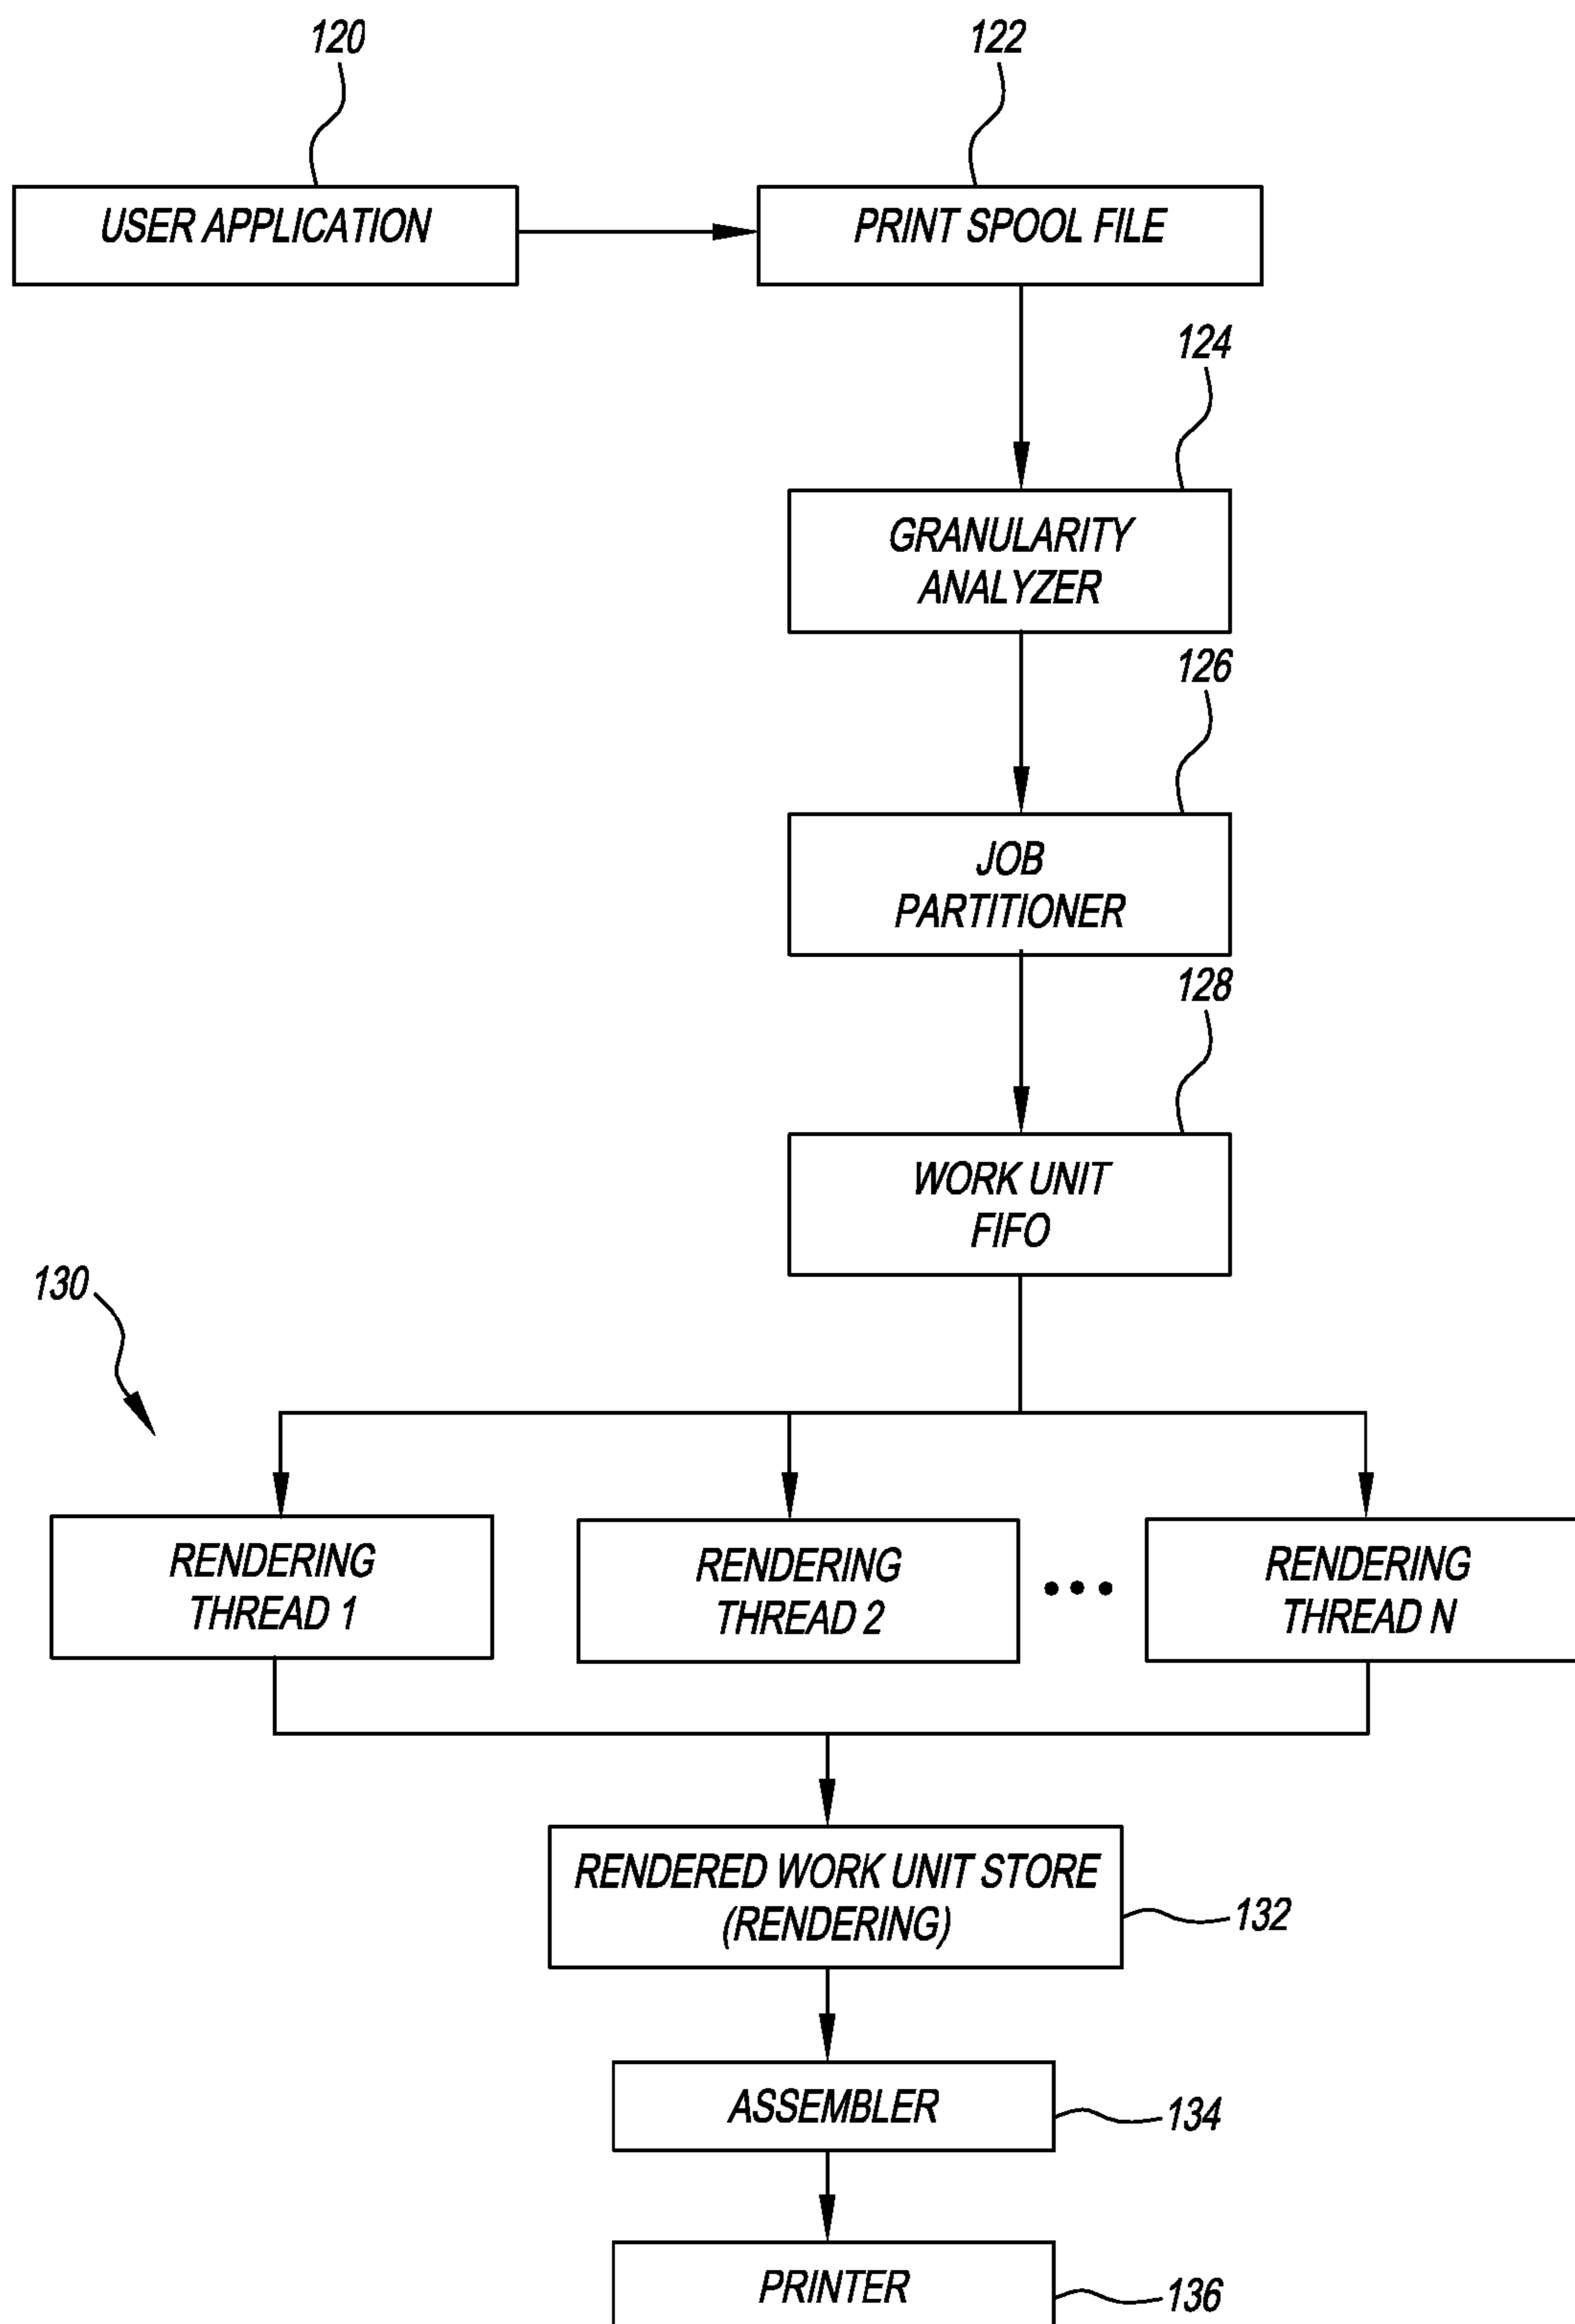 120
122
USER APPLICATION
PRINT SPOOL FILE
124
GRANULARITY
ANALYZER
126
JOB
PARTITIONER
128
WORK UNIT
FIFO
130
RENDERING
THREAD 1
RENDERING
THREAD 2
RENDERING
THREAD N
RENDERED WORK UNIT STORE
(RENDERING)
132
ASSEMBLER
134
PRINTER
136